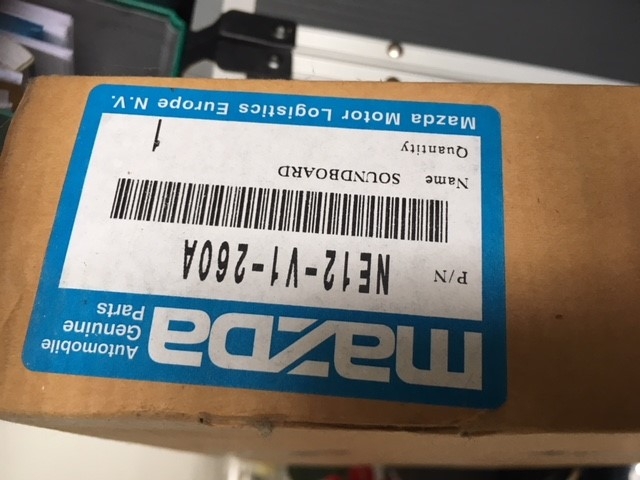 mazda
Automobile
Genuine
Parts
P/N NE12-V1-260A
Name SOUNDBOARD
Quantity 1
Mazda Motor Logistics Europe N.V.